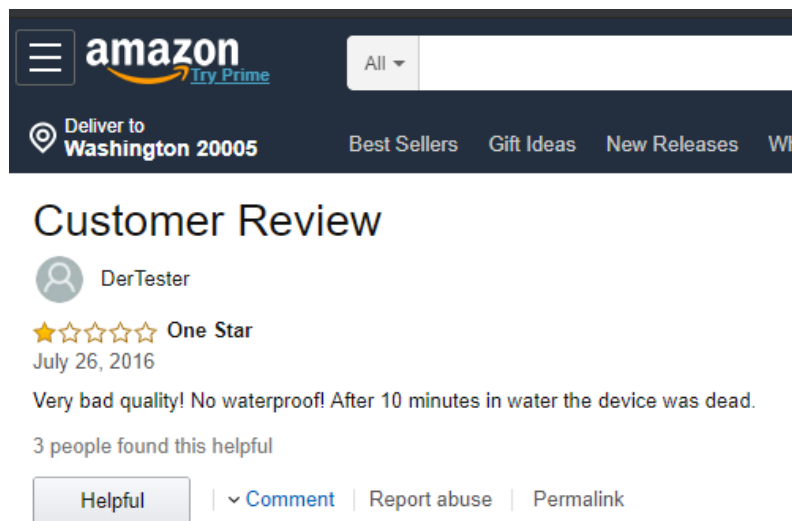 amazon
Try Prime
All
Deliver to
Washington 20005
Best Sellers Gift Ideas New Releases
Customer Review
DerTester
One Star
July 26, 2016
Very bad quality! No waterproof! After 10 minutes in water the device was dead.
3 people found this helpful
Helpful Comment Report abuse Permalink